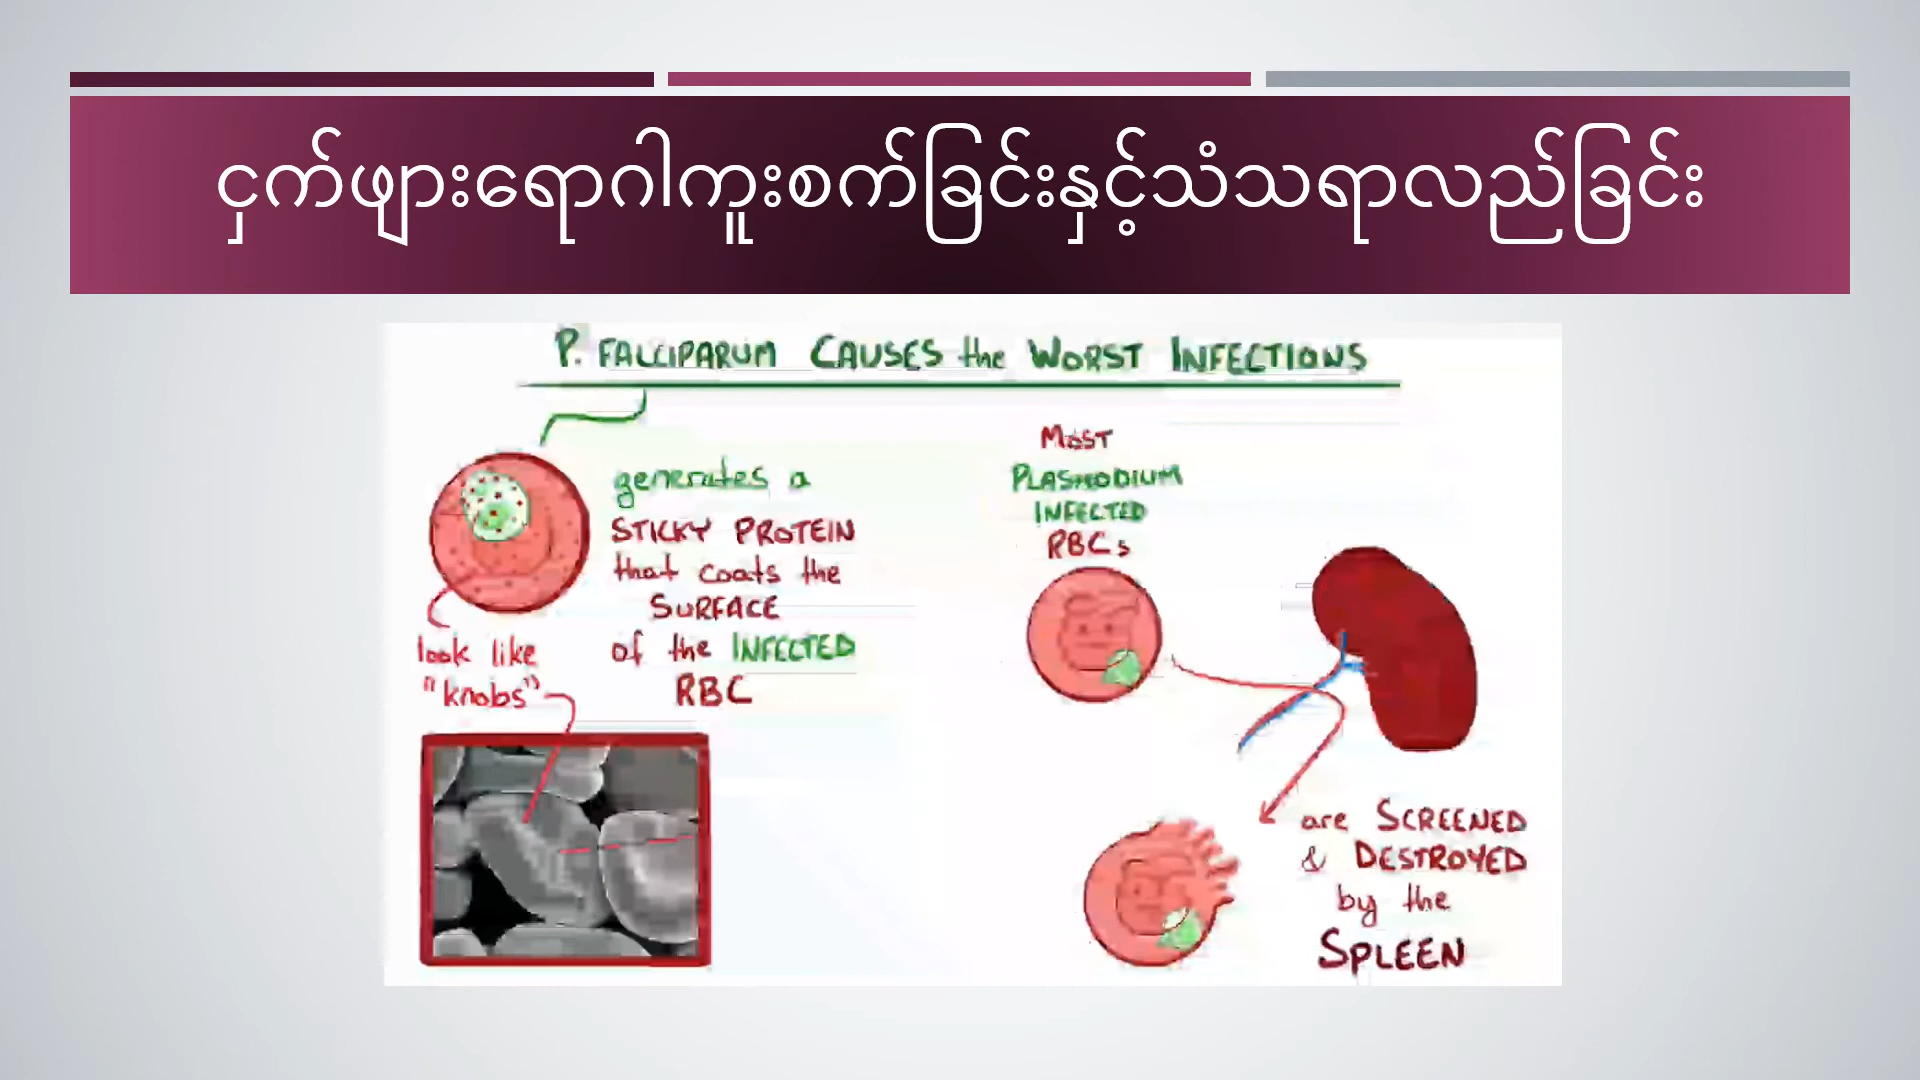 ငှက်ဖျားရောဂါကူးစက်ခြင်းနှင့်သံသရာလည်ခြင်း
P. FALCIPARUM CAUSES the WORST INFECTIONS
generates a
STICKY PROTEIN
that coats the
SURFACE
of the INFECTED
RBC
look like
"knobs"
MOST
PLASMODIUM
INFECTED
RBCs
are SCREENED
& DESTROYED
by the
SPLEEN